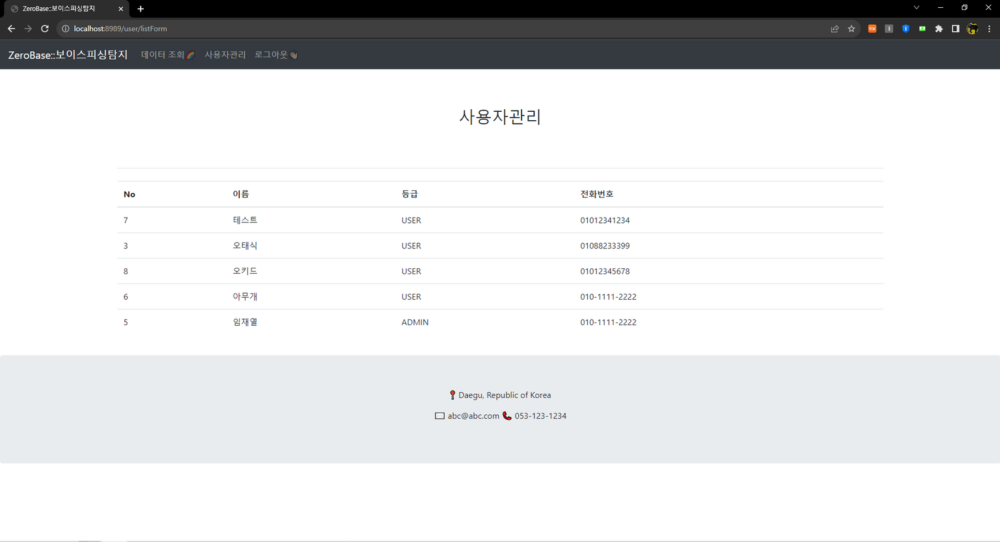 ZeroBase::보이스피싱탐지
localhost:8989/user/listForm
ZeroBase::보이스피싱탐지 데이터 조회🌈 사용자관리 로그아웃👋🏿
사용자관리
No 이름 등급 전화번호
7 테스트 USER 01012341234
3 오태식 USER 01088233399
8 오키드 USER 01012345678
6 아무개 USER 010-1111-2222
5 임재열 ADMIN 010-1111-2222
📍 Daegu, Republic of Korea
✉ abc@abc.com 📞 053-123-1234